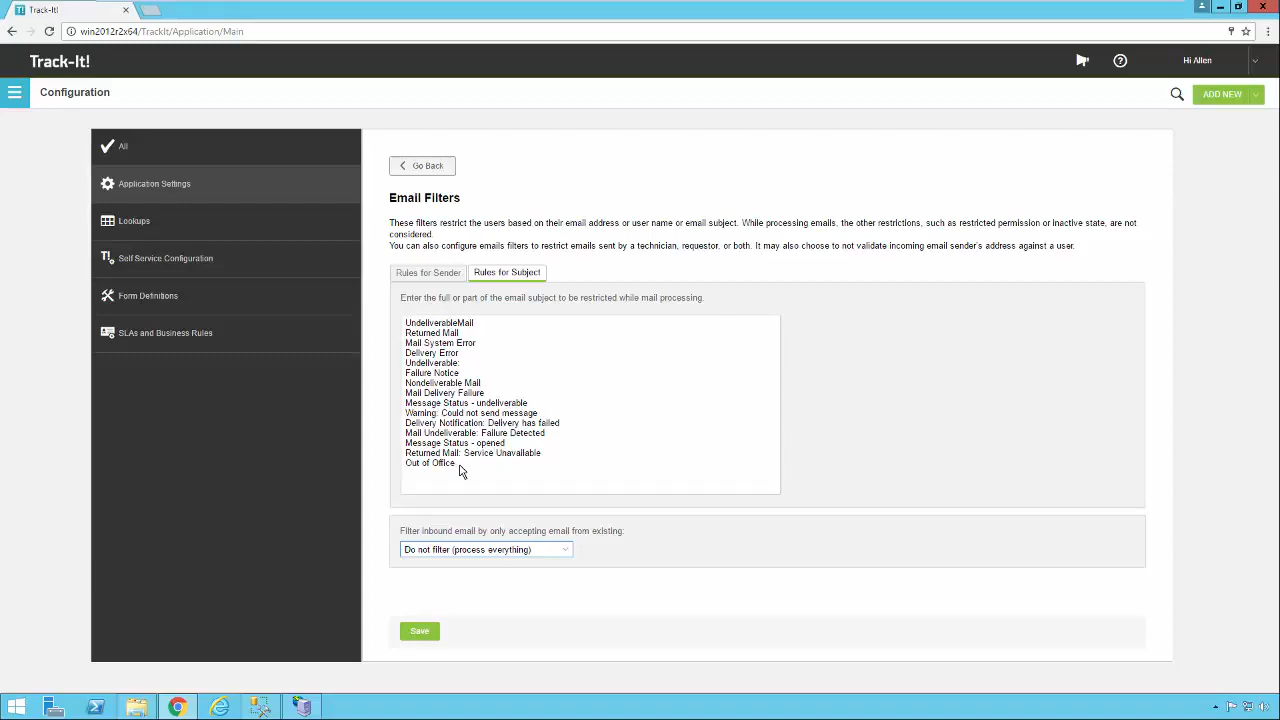 Track-It!
win2012r2x64/TrackIt/Application/Main
Track-It!
Hi Allen
Configuration
ADD NEW
All
Application Settings
Lookups
Self Service Configuration
Form Definitions
SLAs and Business Rules
Go Back
Email Filters
These filters restrict the users based on their email address or user name or email subject. While processing emails, the other restrictions, such as restricted permission or inactive state, are not
considered.
You can also configure emails filters to restrict emails sent by a technician, requestor, or both. It may also choose to not validate incoming email sender's address against a user.
Rules for Sender
Rules for Subject
Enter the full or part of the email subject to be restricted while mail processing.
UndeliverableMail
Returned Mail
Mail System Error
Delivery Error
Undeliverable:
Failure Notice
Nondeliverable Mail
Mail Delivery Failure
Message Status - undeliverable
Warning: Could not send message
Delivery Notification: Delivery has failed
Mail Undeliverable: Failure Detected
Message Status - opened
Returned Mail: Service Unavailable
Out of Office
Filter inbound email by only accepting email from existing:
Do not filter (process everything)
Save